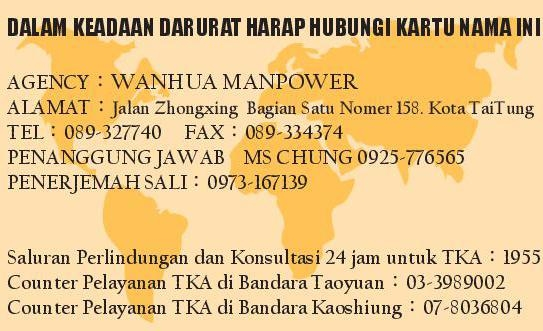 DALAM KEADAAN DARURAT HARAP HUBUNGI KARTU NAMA INI
AGENCY：WANHUA MANPOWER
ALAMAT：Jalan Zhongxing Bagian Satu Nomer 158. Kota TaiTung
TEL：089-327740 FAX：089-334374
PENANGGUNG JAWAB MS CHUNG 0925-776565
PENERJEMAH SALI：0973-167139
Saluran Perlindungan dan Konsultasi 24 jam untuk TKA：1955
Counter Pelayanan TKA di Bandara Taoyuan：03-3989002
Counter Pelayanan TKA di Bandara Kaoshiung：07-8036804